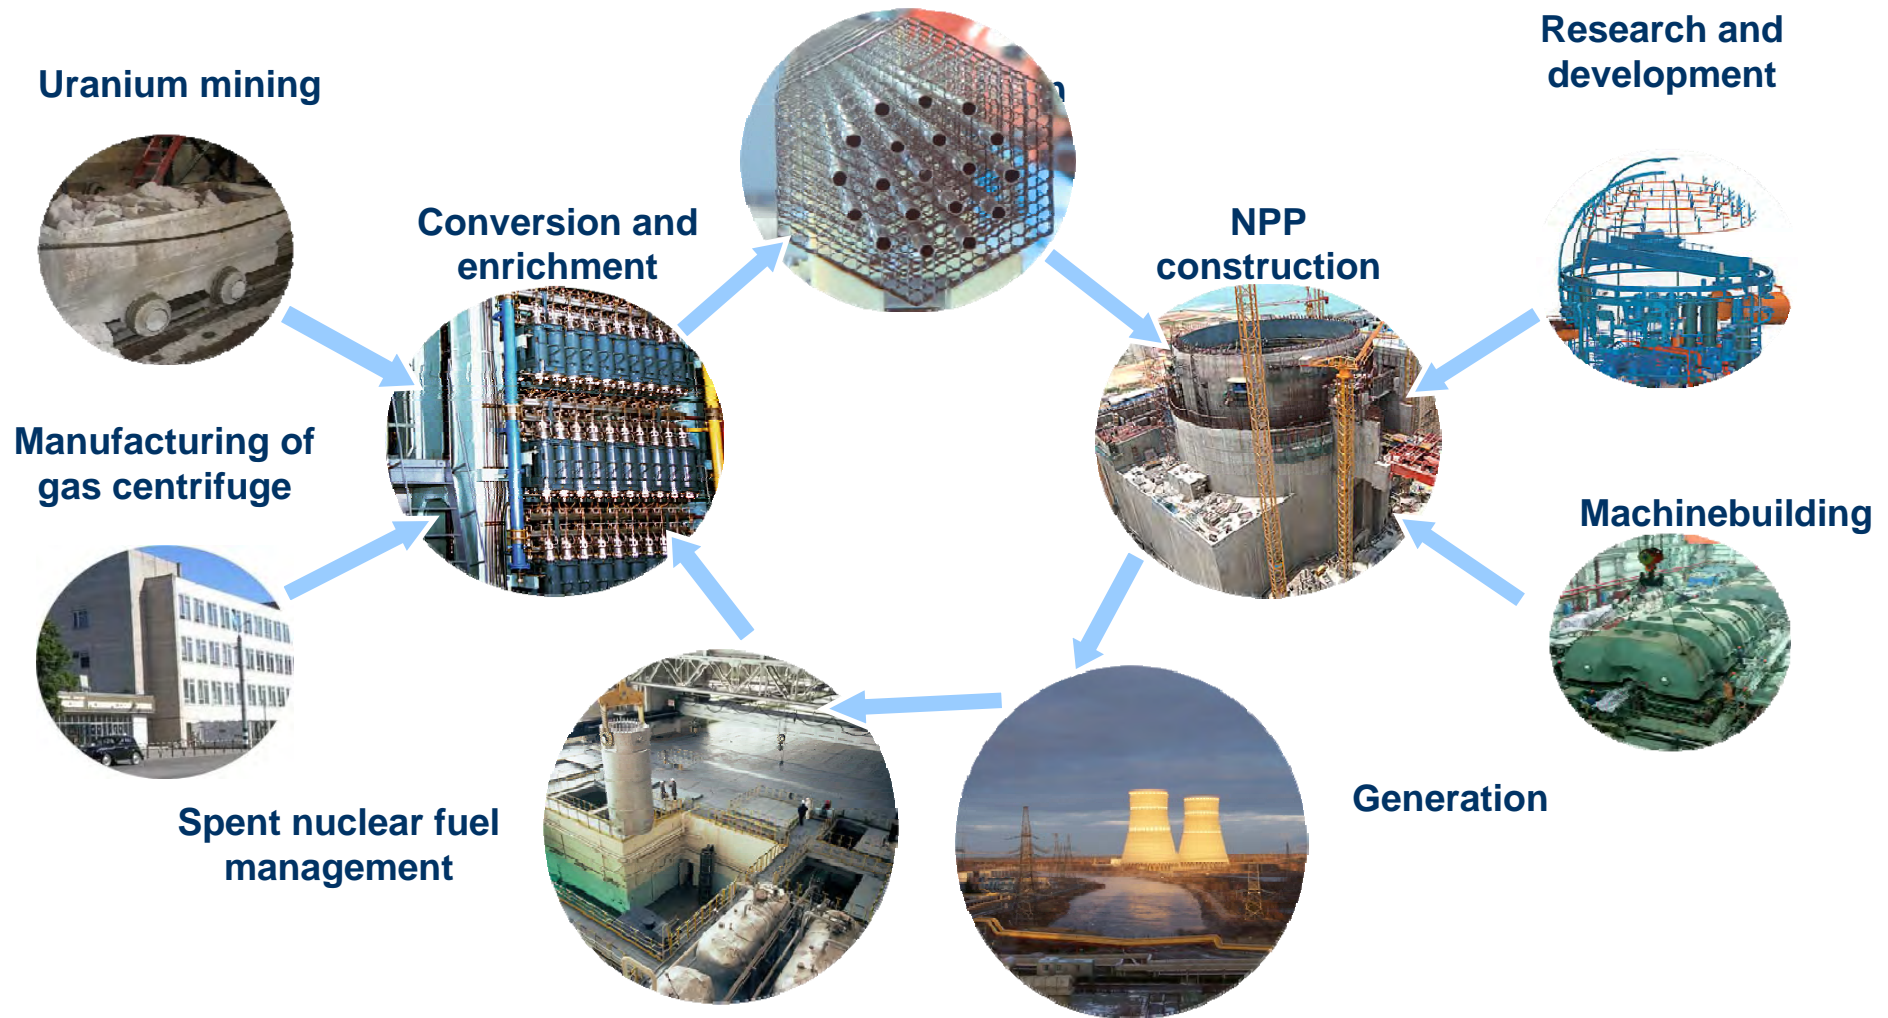 Research and
development
Uranium mining
Conversion and
enrichment
NPP
construction
Manufacturing of
gas centrifuge
Machinebuilding
Generation
Spent nuclear fuel
management